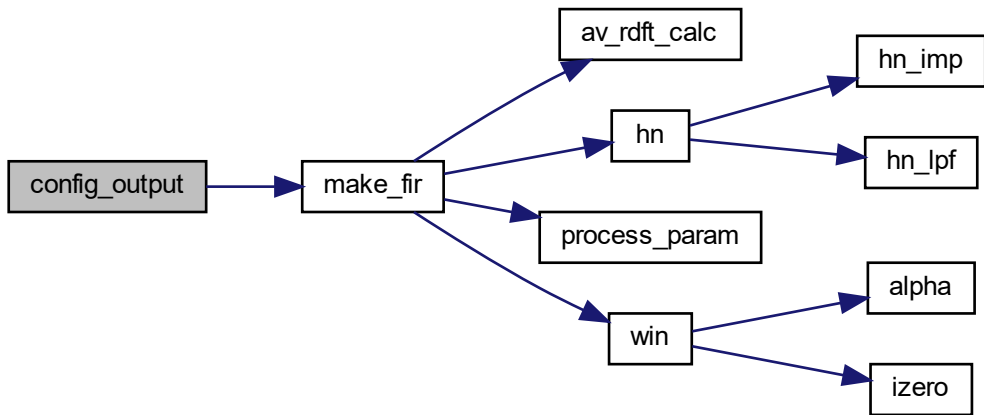 config_output
make_fir
av_rdft_calc
hn
process_param
win
hn_imp
hn_lpf
alpha
izero